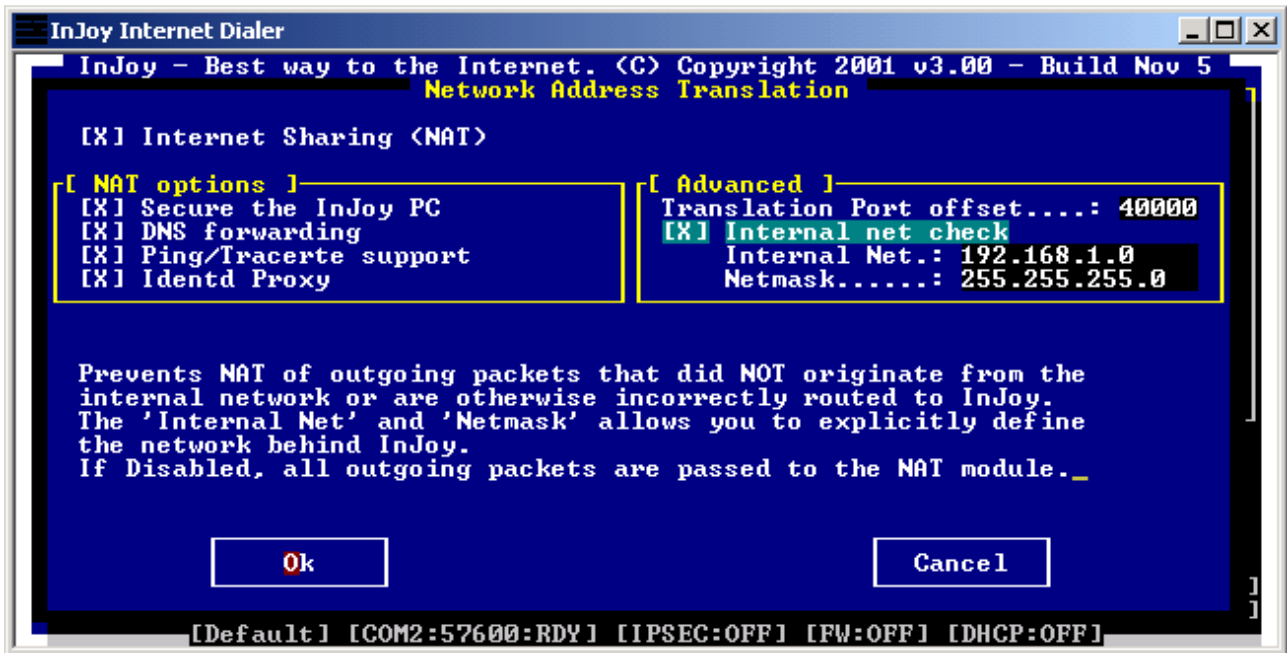 InJoy Internet Dialer
InJoy - Best way to the Internet. (C) Copyright 2001 v3.00 - Build Nov 5
Network Address Translation
[X] Internet Sharing (NAT)
[ NAT options ]
[X] Secure the InJoy PC
[X] DNS forwarding
[X] Ping/Tracerte support
[X] Identd Proxy
[ Advanced ]
Translation Port offset....: 40000
[X] Internal net check
Internal Net.: 192.168.1.0
Netmask......: 255.255.255.0
Prevents NAT of outgoing packets that did NOT originate from the
internal network or are otherwise incorrectly routed to InJoy.
The 'Internal Net' and 'Netmask' allows you to explicitly define
the network behind InJoy.
If Disabled, all outgoing packets are passed to the NAT module._
Ok
Cancel
[Default] [COM2:57600:RDY] [IPSEC:OFF] [FW:OFF] [DHCP:OFF]